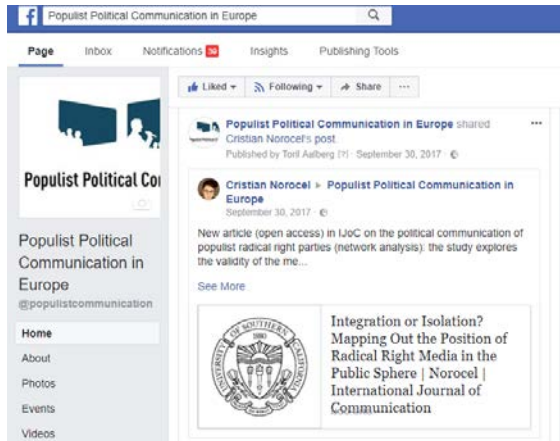 Populist Political Communication in Europe
Page Inbox Notifications Insights Publishing Tools
Liked Following Share
Populist Political Co
Populist Political
Communication in
Europe
@populistcommunication
Home
About
Photos
Events
Videos
Populist Political Communication in Europe shared
Cristian Norocel's post.
Published by Toril Aalberg [?] · September 30, 2017 ·
Cristian Norocel ▸ Populist Political Communication in
Europe
September 30, 2017 ·
New article (open access) in IJoC on the political communication of
populist radical right parties (network analysis): the study explores
the validity of the me...
See More
UNIVERSITY OF SOUTHERN CALIFORNIA
1880
Integration or Isolation?
Mapping Out the Position of
Radical Right Media in the
Public Sphere | Norocel |
International Journal of
Communication